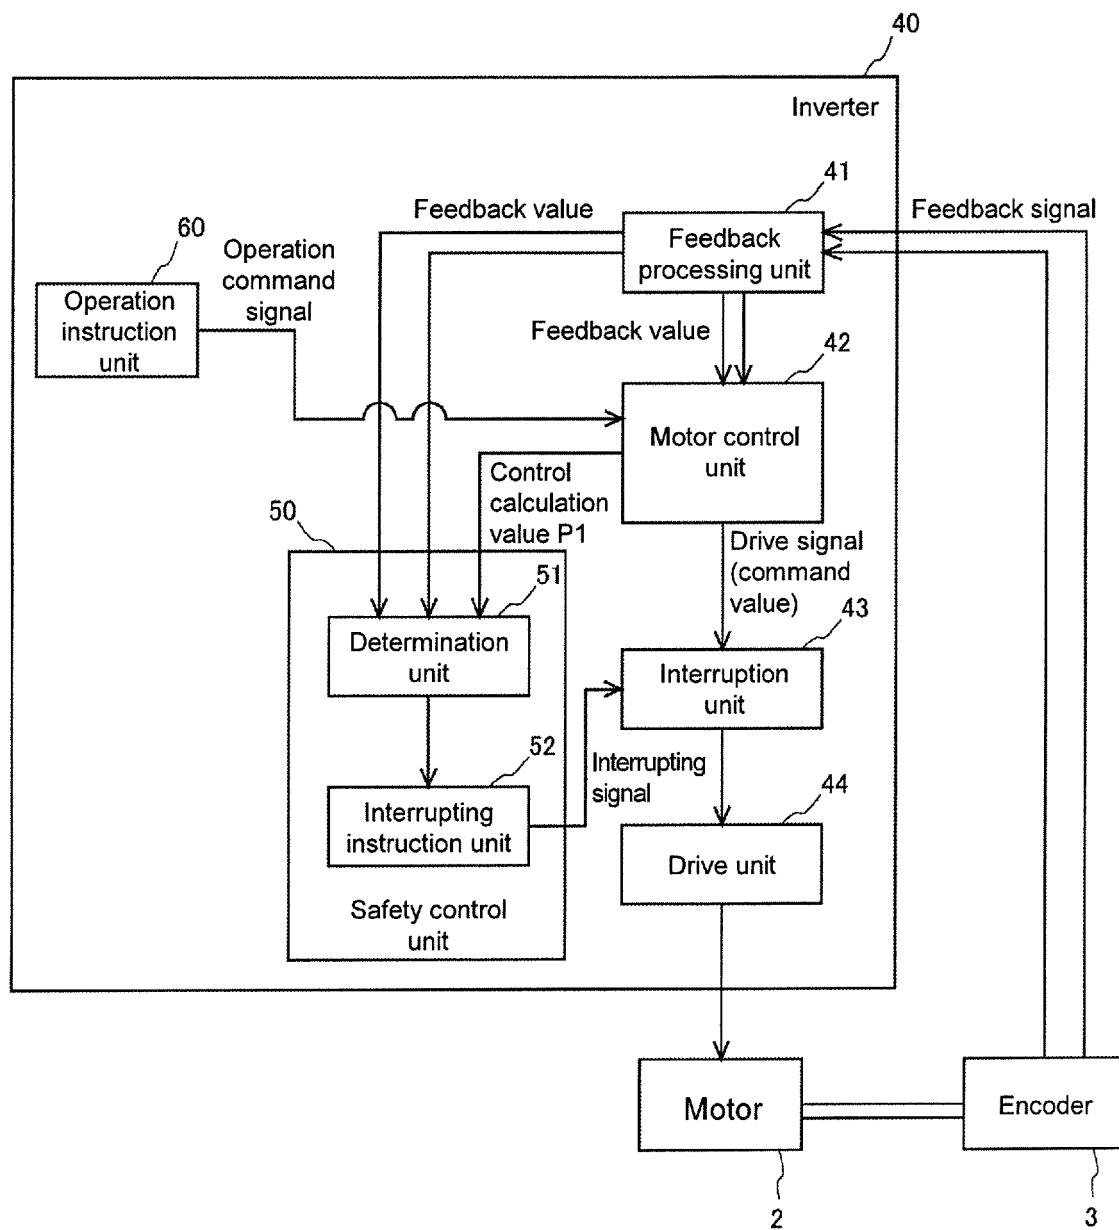 40
Inverter
41
Feedback value
Feedback signal
60
Operation
command
signal
Feedback
processing unit
Operation
instruction
unit
Feedback value
42
Motor control
unit
Control
calculation
value P1
50
Drive signal
(command
value)
51
43
Determination
unit
Interruption
unit
52
Interrupting
signal
44
Interrupting
instruction unit
Drive unit
Safety control
unit
Motor
Encoder
2
3